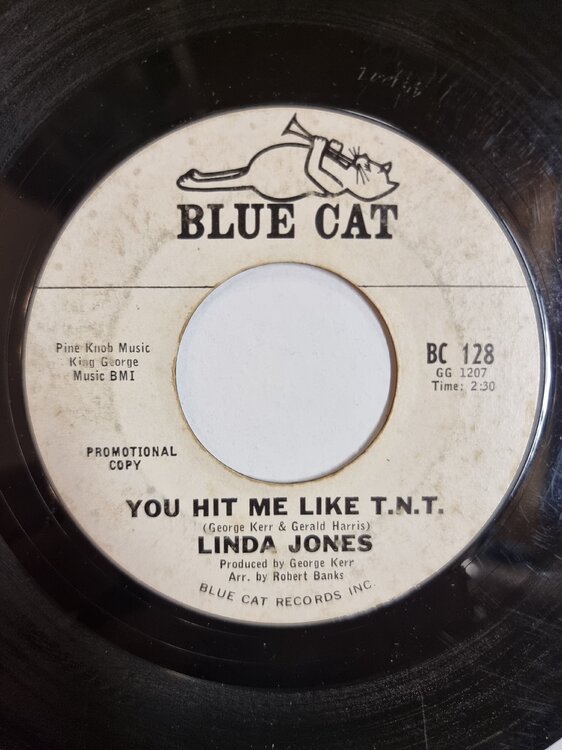 BLUE CAT
Pine Knob Music
King George
Music BMI
BC 128
GG 1207
Time: 2:30
PROMOTIONAL
COPY
YOU HIT ME LIKE T.N.T.
(George Kerr & Gerald Harris)
LINDA JONES
Produced by George Kerr
Arr. by Robert Banks
BLUE CAT RECORDS INC.